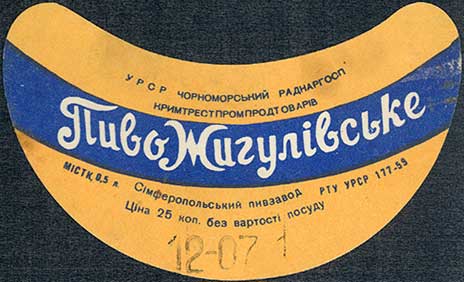 УРСР ЧОРНОМОРСЬКИЙ РАДНАРГОСП
КРИМТРЕСТПРОМПРОДТОВАРІВ
Пиво Жигулівське
МІСТК. 0,5 л. Сімферопольський пивзавод РТУ УРСР 177-59
Ціна 25 коп. без вартості посуду
12-07 1